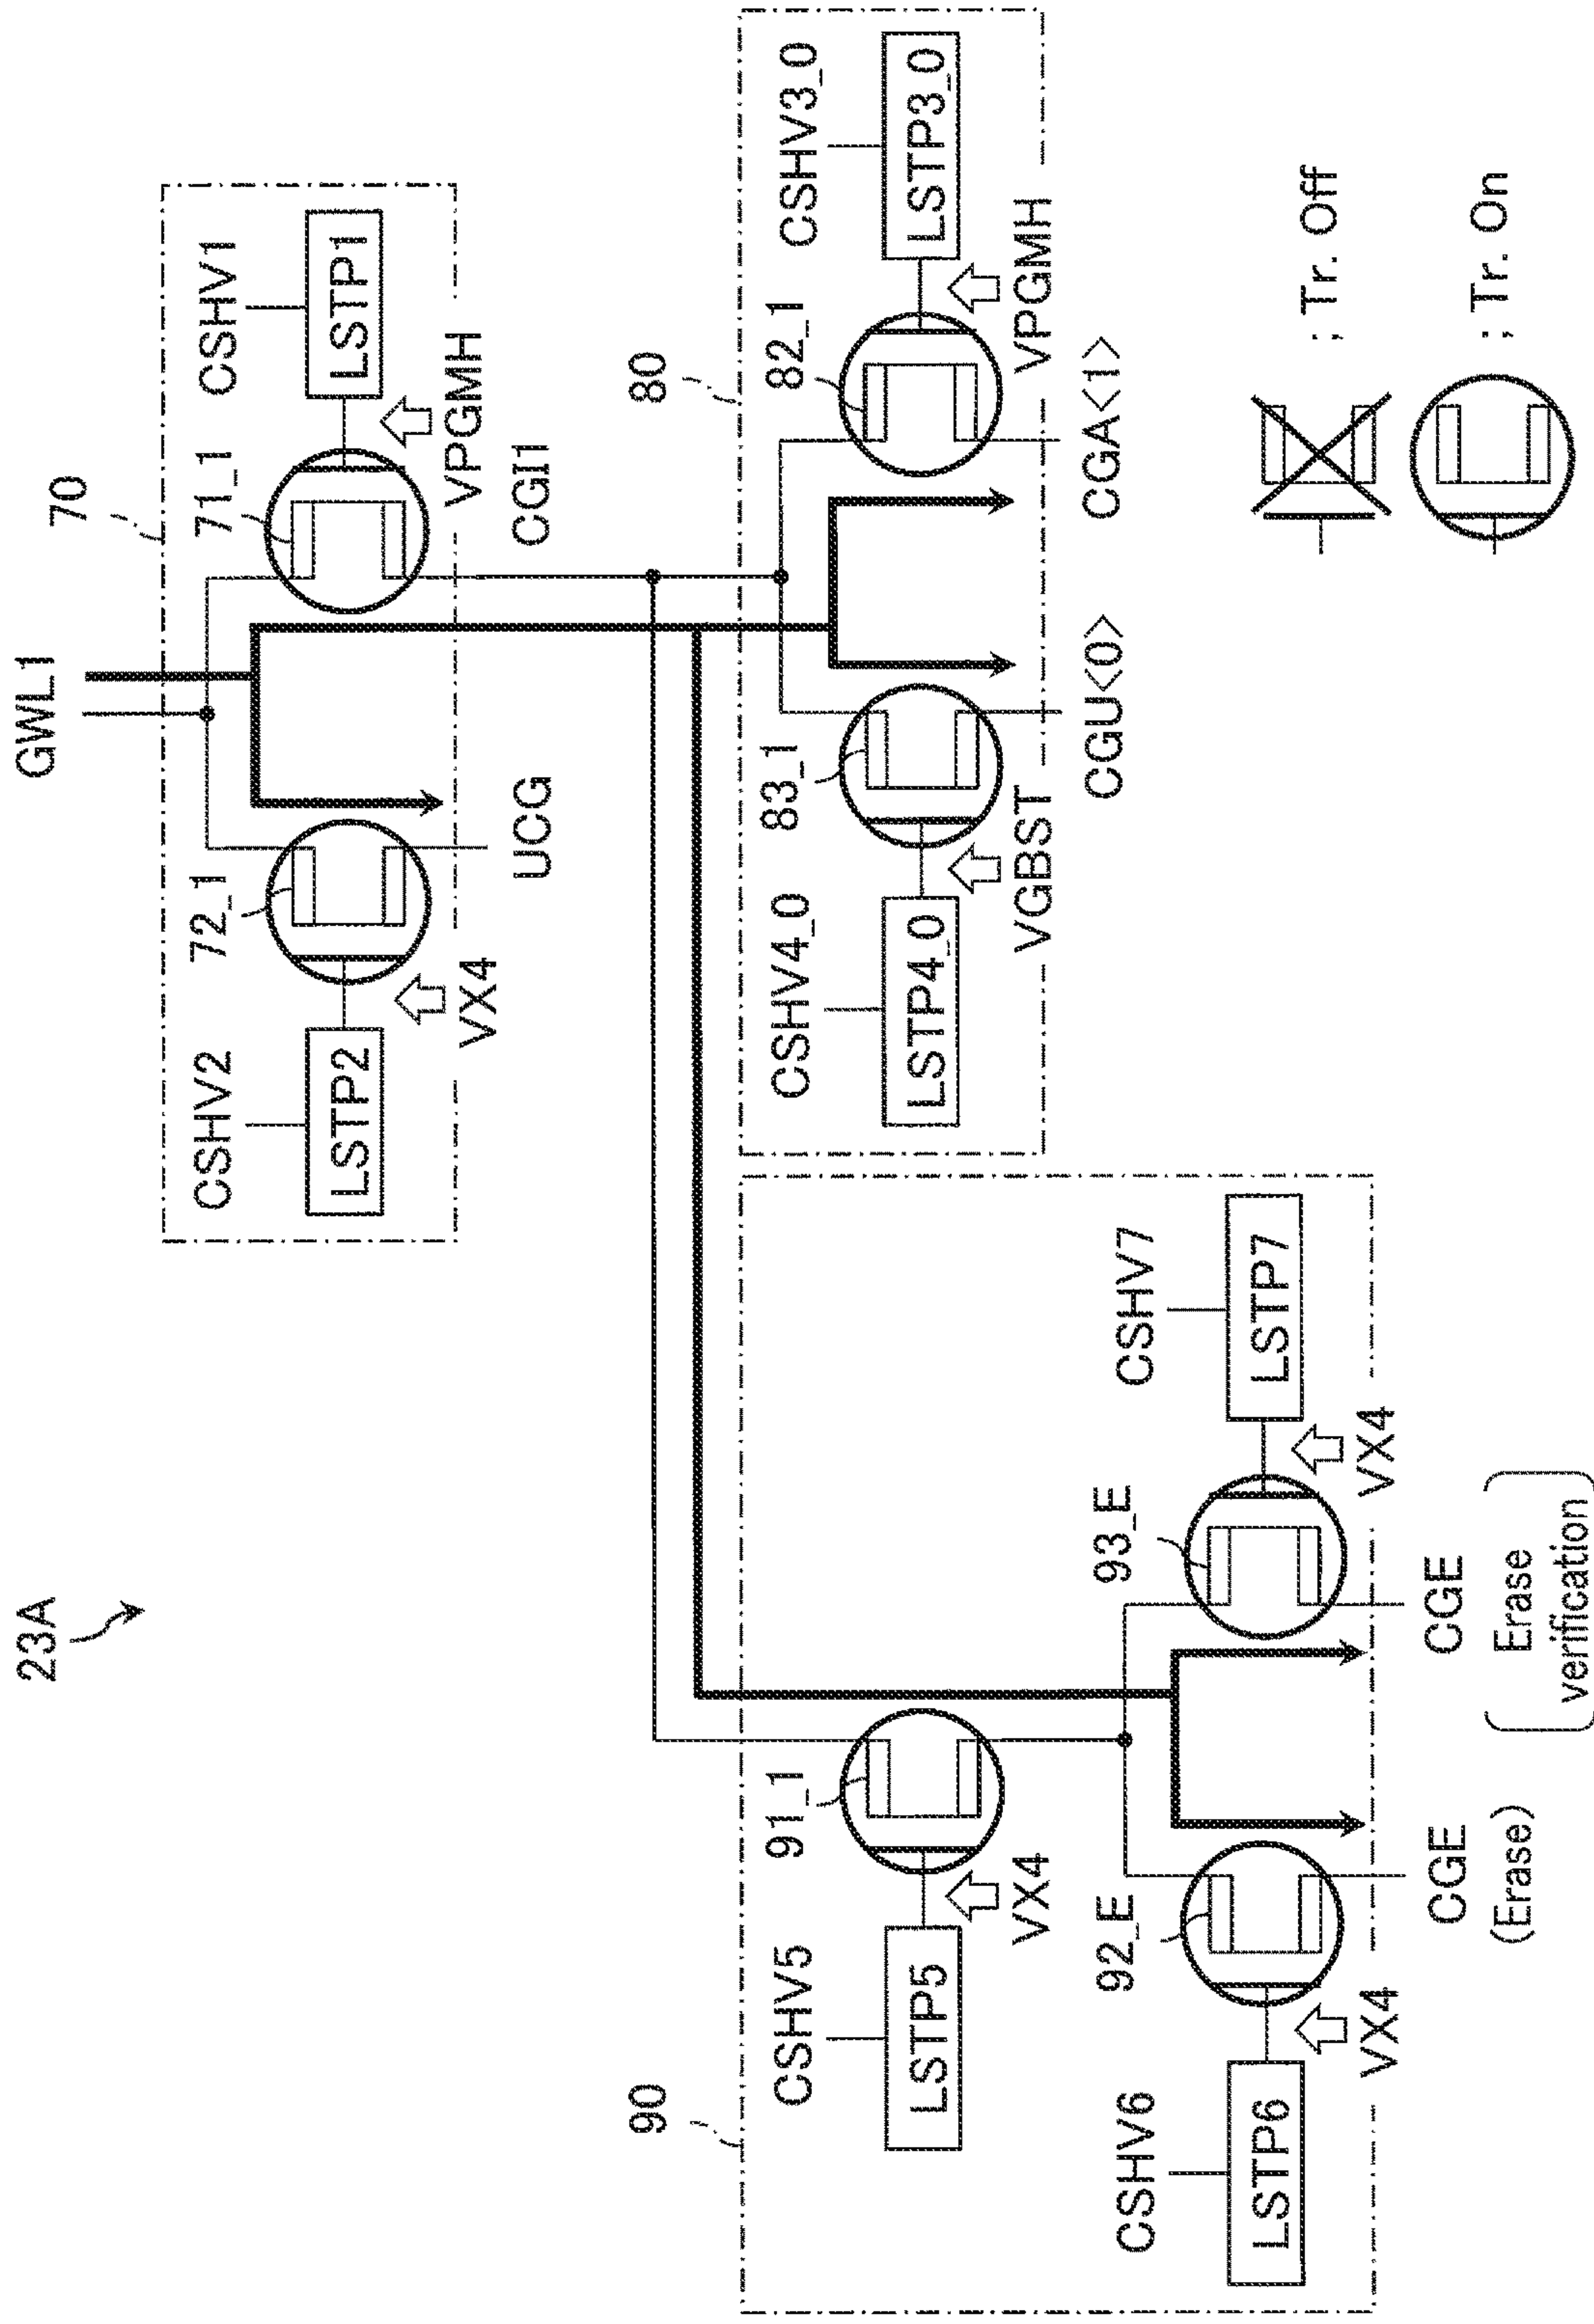 23A
GWL1
70
CSHV2
72_1
71_1
CSHV1
LSTP2
LSTP1
VX4
VPGMH
UCG
CGI1
90
80
CSHV5
91_1
CSHV4_0
83_1
82_1
CSHV3_0
LSTP5
LSTP4_0
LSTP3_0
VX4
VGBST
VPGMH
CGU<0>
CGA<1>
CSHV6
92_E
93_E
CSHV7
LSTP6
LSTP7
VX4
VX4
CGE
(Erase)
CGE
(Erase
verification)
; Tr. Off
; Tr. On